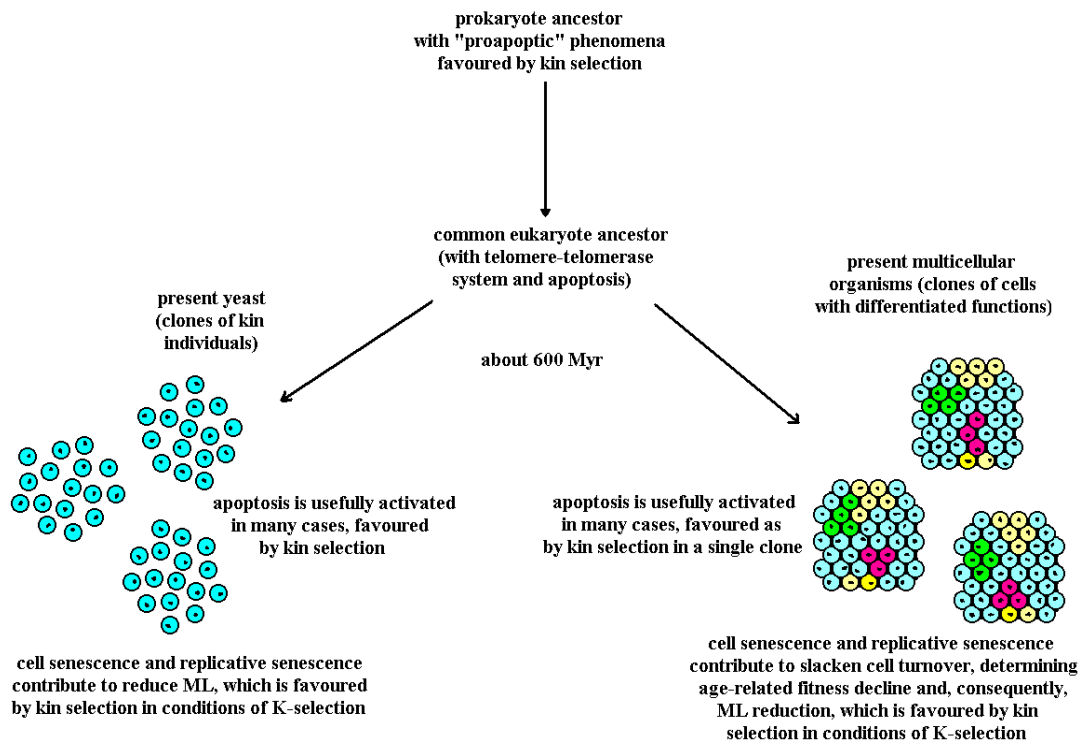 prokaryote ancestor
with "proapoptic" phenomena
favoured by kin selection
common eukaryote ancestor
(with telomere-telomerase
system and apoptosis)
present multicellular
organisms (clones of cells
with differentiated functions)
present yeast
(clones of kin
individuals)
about 600 Myr
apoptosis is usefully activated
in many cases, favoured
by kin selection
apoptosis is usefully activated
in many cases, favoured as
by kin selection in a single clone
cell senescence and replicative senescence
contribute to reduce ML, which is favoured
by kin selection in conditions of K-selection
cell senescence and replicative senescence
contribute to slacken cell turnover, determining
age-related fitness decline and, consequently,
ML reduction, which is favoured by kin
selection in conditions of K-selection